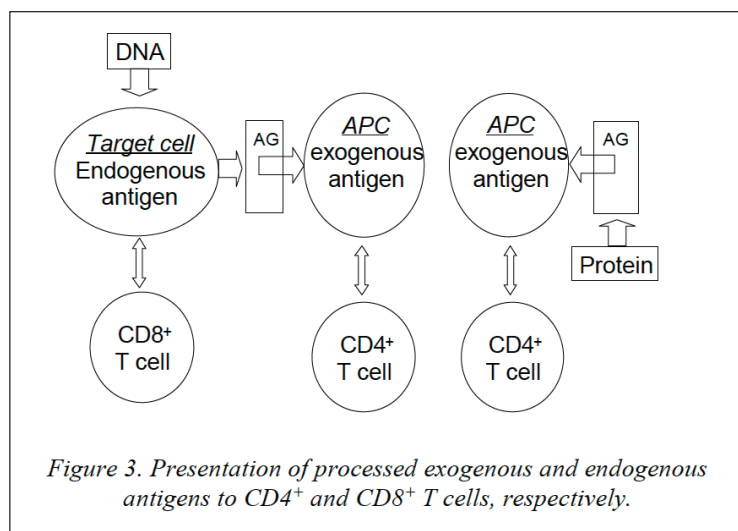 DNA
Target cell
Endogenous
antigen
AG
APC
exogenous
antigen
APC
exogenous
antigen
AG
Protein
CD8+
T cell
CD4+
T cell
CD4+
T cell
Figure 3. Presentation of processed exogenous and endogenous
antigens to CD4+ and CD8+ T cells, respectively.